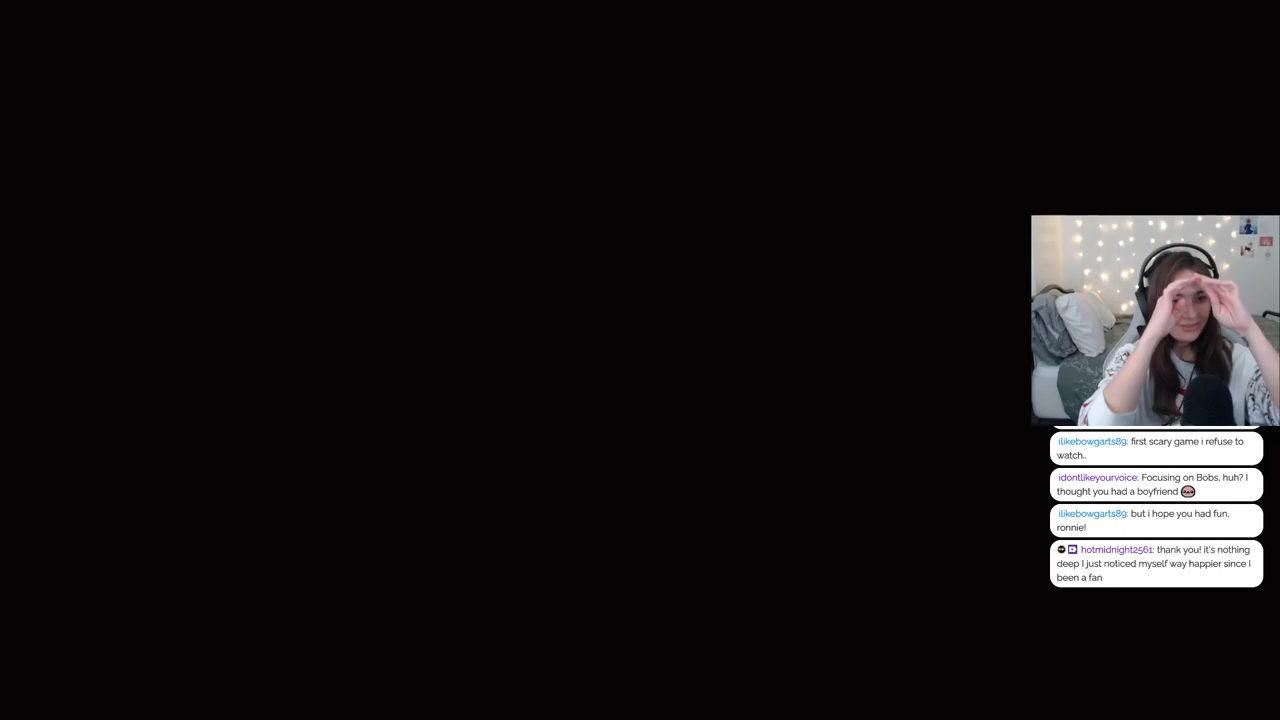 ilikebowgarts89: first scary game i refuse to
watch..
idontlikeyourvoice: Focusing on Bobs, huh? I
thought you had a boyfriend
ilikebowgarts89: but i hope you had fun,
ronnie!
hotmidnight2561: thank you! it's nothing
deep I just noticed myself way happier since I
been a fan